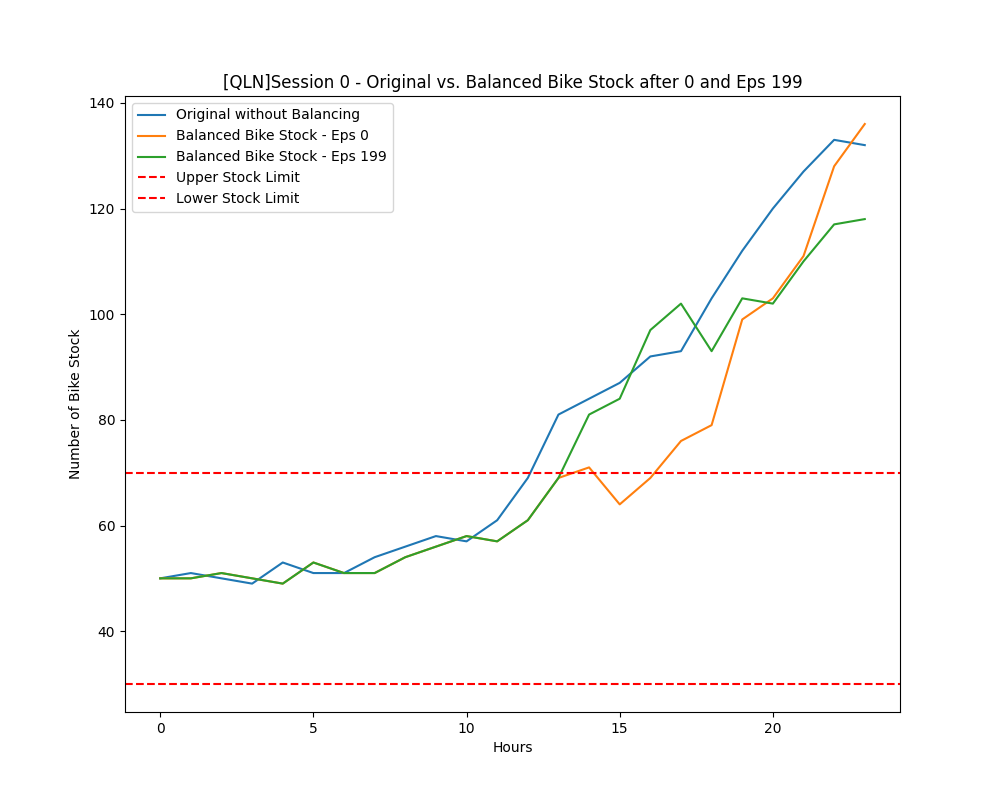 [QLN]Session 0 - Original vs. Balanced Bike Stock after 0 and Eps 199
Original without Balancing
Balanced Bike Stock - Eps 0
Balanced Bike Stock - Eps 199
Upper Stock Limit
Lower Stock Limit
Number of Bike Stock
140
120
100
80
60
40
0
5
10
15
20
Hours